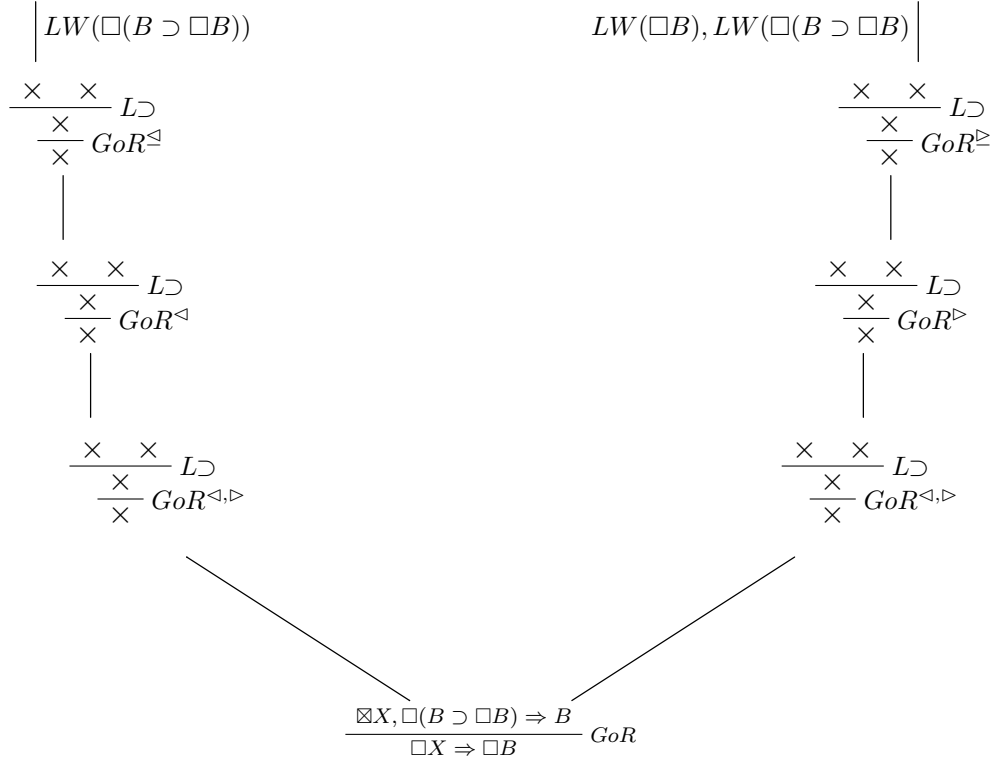 LW(□(B ⊃ □B)) LW(□B), LW(□(B ⊃ □B)
× × L⊃ × × L⊃
× GoR⊴ × GoR⊵
× ×
× × L⊃ × × L⊃
× GoR◁ × GoR▷
× ×
× × L⊃ × × L⊃
× GoR◁,▷ × GoR◁,▷
× ×
⊠X, □(B ⊃ □B) ⇒ B GoR
□X ⇒ □B